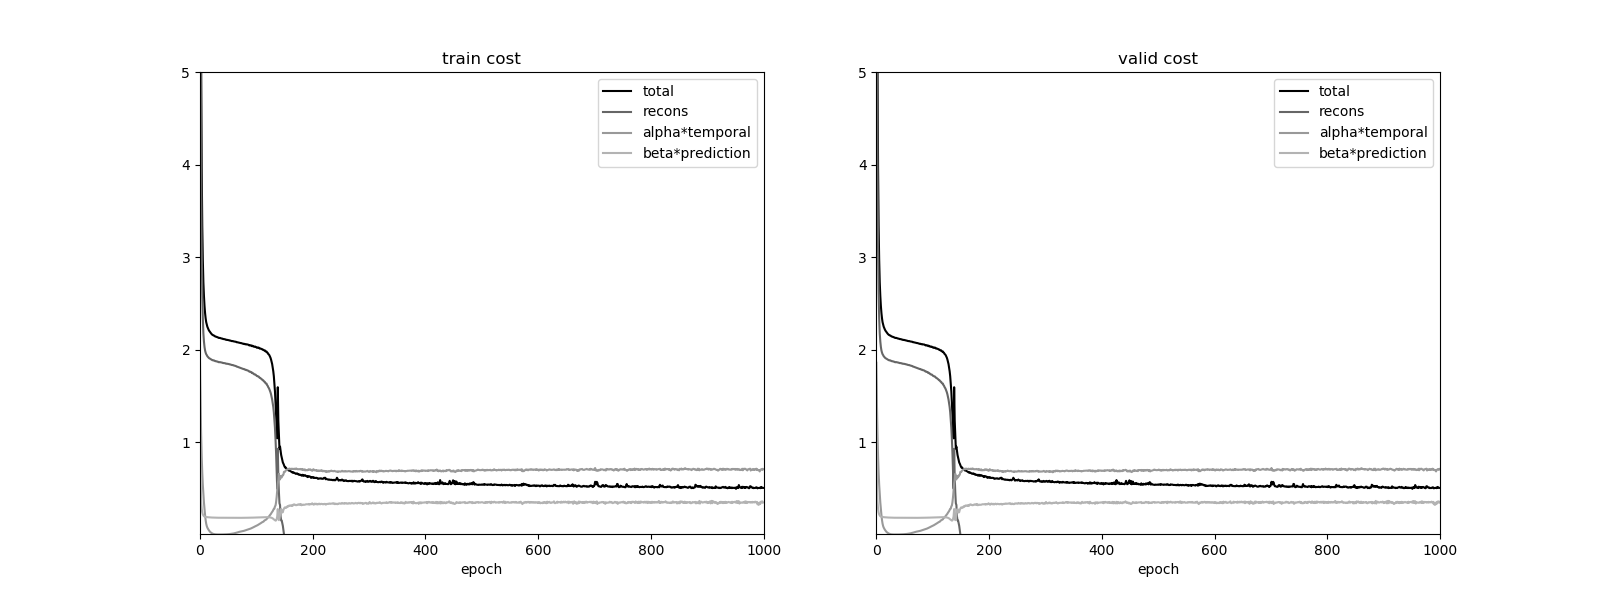 train cost
5
4
3
2
1
0 200 400 600 800 1000
epoch
total
recons
alpha*temporal
beta*prediction
valid cost
5
4
3
2
1
0 200 400 600 800 1000
epoch
total
recons
alpha*temporal
beta*prediction